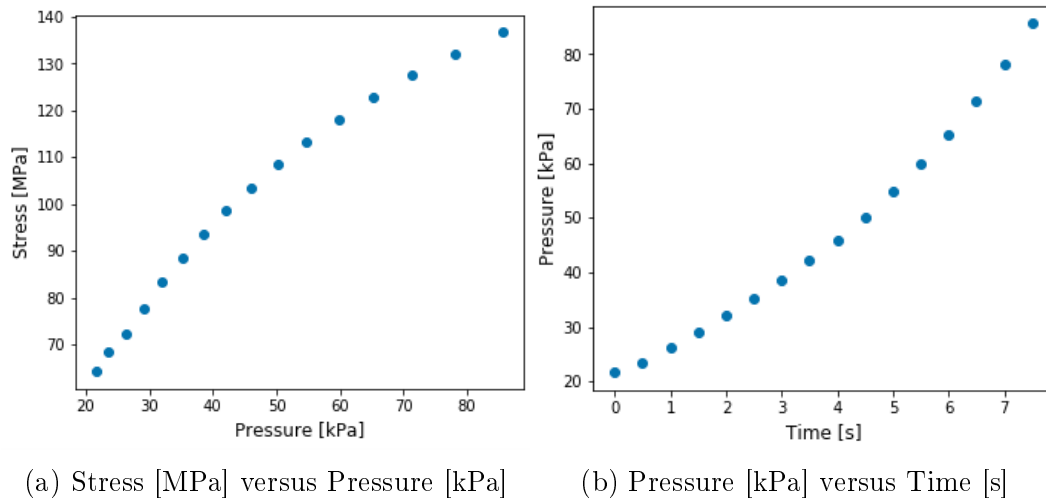 140
130
120
110
100
90
80
70
Stress [MPa]
20 30 40 50 60 70 80
Pressure [kPa]
80
70
60
50
40
30
20
Pressure [kPa]
0 1 2 3 4 5 6 7
Time [s]
(a) Stress [MPa] versus Pressure [kPa]
(b) Pressure [kPa] versus Time [s]